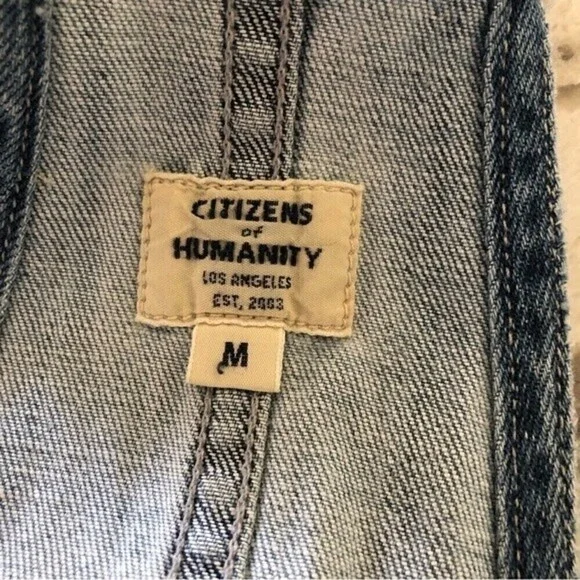 CITIZENS
of
HUMANITY
LOS ANGELES
EST, 2003
M